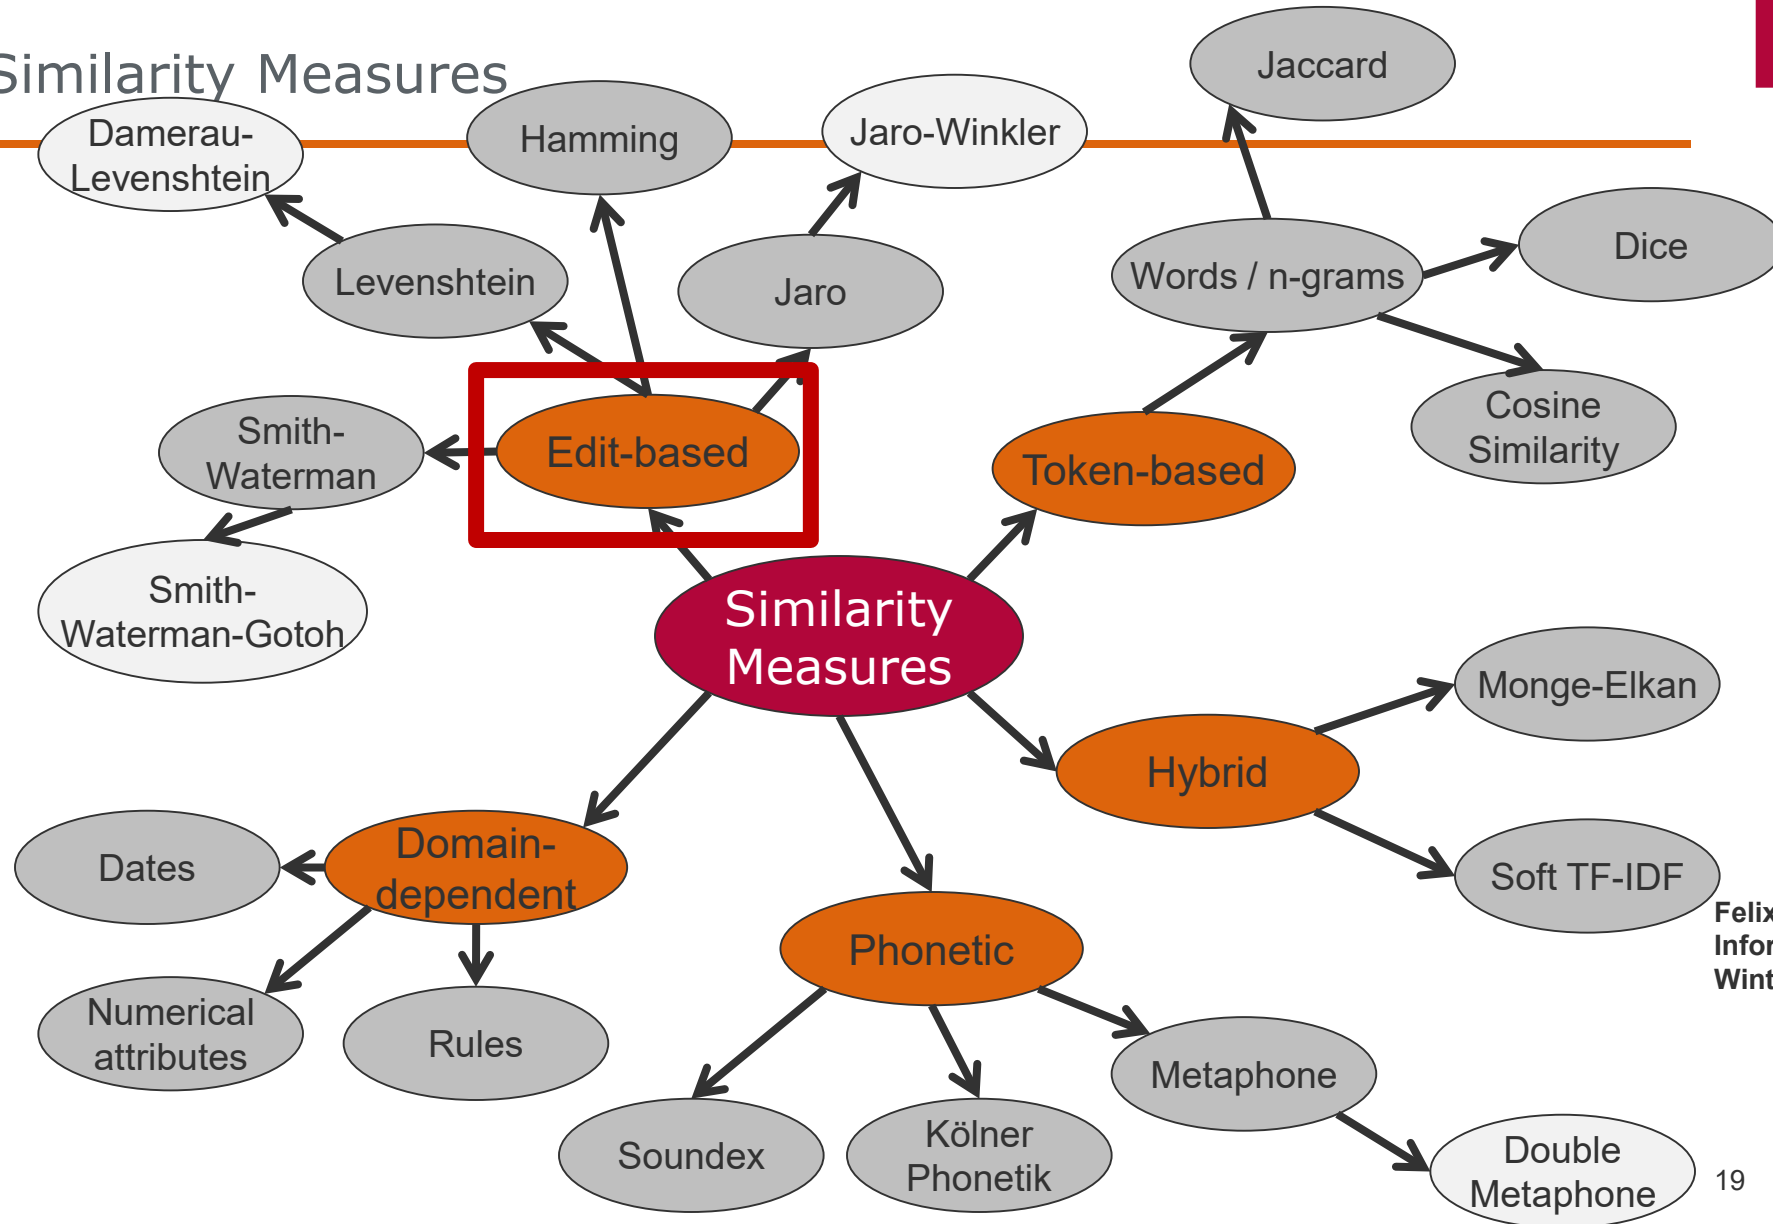 Similarity Measures
Damerau-
Levenshtein
Hamming
Jaro-Winkler
Jaccard
Levenshtein
Jaro
Words / n-grams
Dice
Smith-
Waterman
Edit-based
Token-based
Cosine
Similarity
Smith-
Waterman-Gotoh
Similarity
Measures
Monge-Elkan
Hybrid
Dates
Domain-
dependent
Soft TF-IDF
Phonetic
Felix
Numerical
attributes
Rules
Metaphone
Soundex
Kölner
Phonetik
Double
Metaphone
19